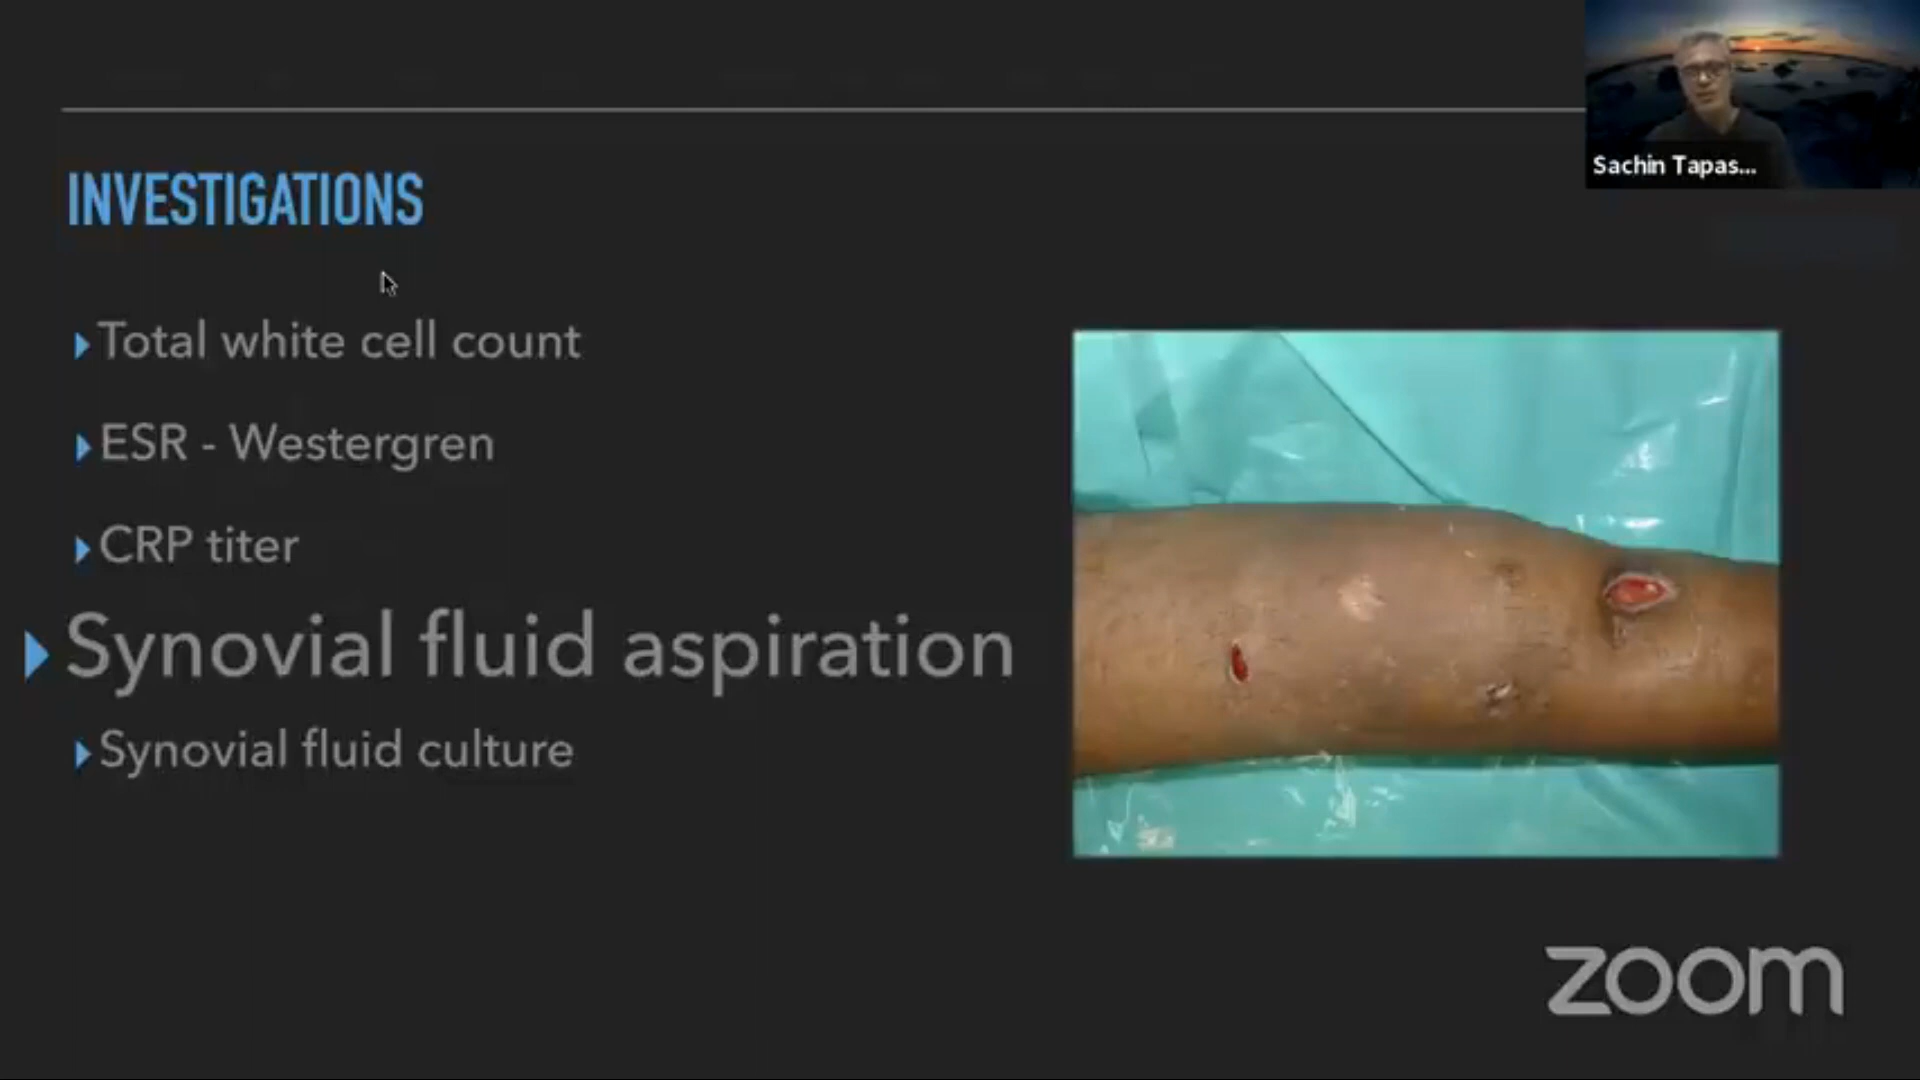 Sachin Tapas...
INVESTIGATIONS
Total white cell count
ESR - Westergren
CRP titer
Synovial fluid aspiration
Synovial fluid culture
zoom